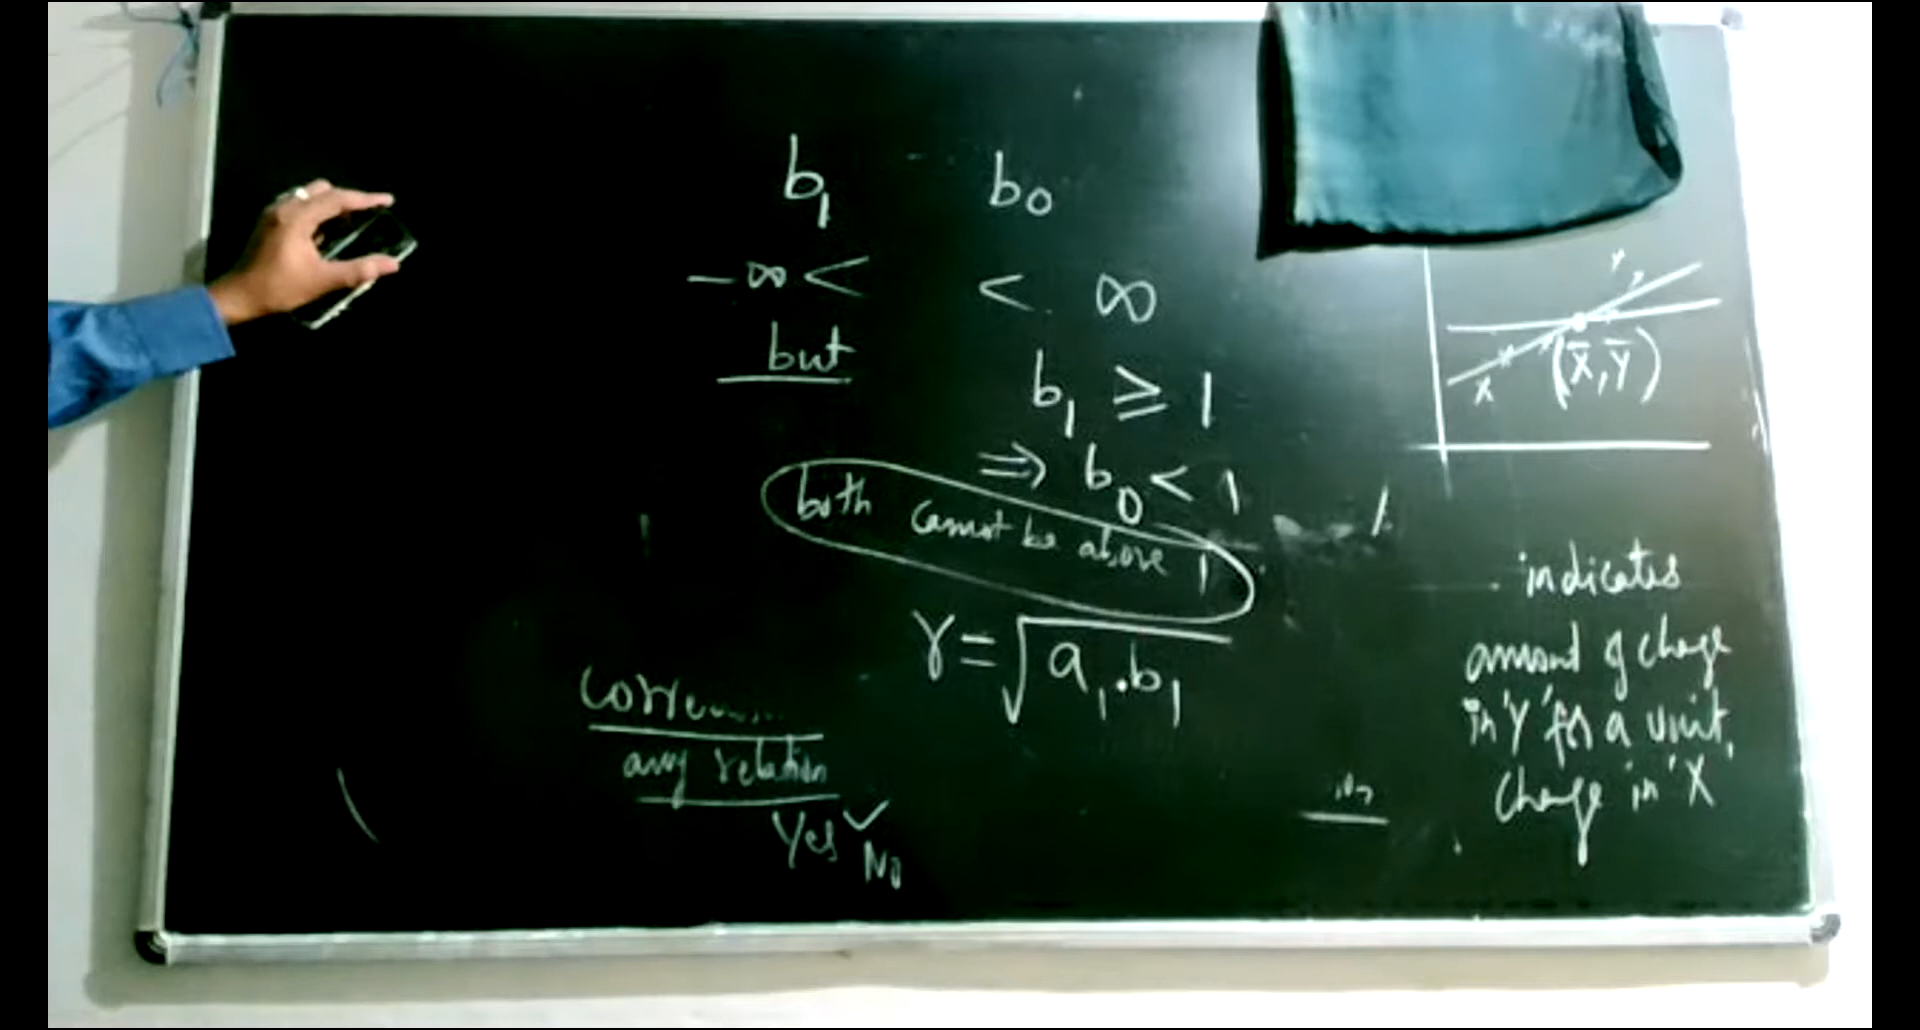 b₁ b₀
-∞ < < ∞
but
b₁ ≥ 1
⇒ b₀ < 1
both cannot be above 1
γ = √a₁.b₁
any relation
Yes ✓
No
Y
X
(X̄, Ȳ)
indicates
amount of change
in 'Y' for a unit
change in 'X'